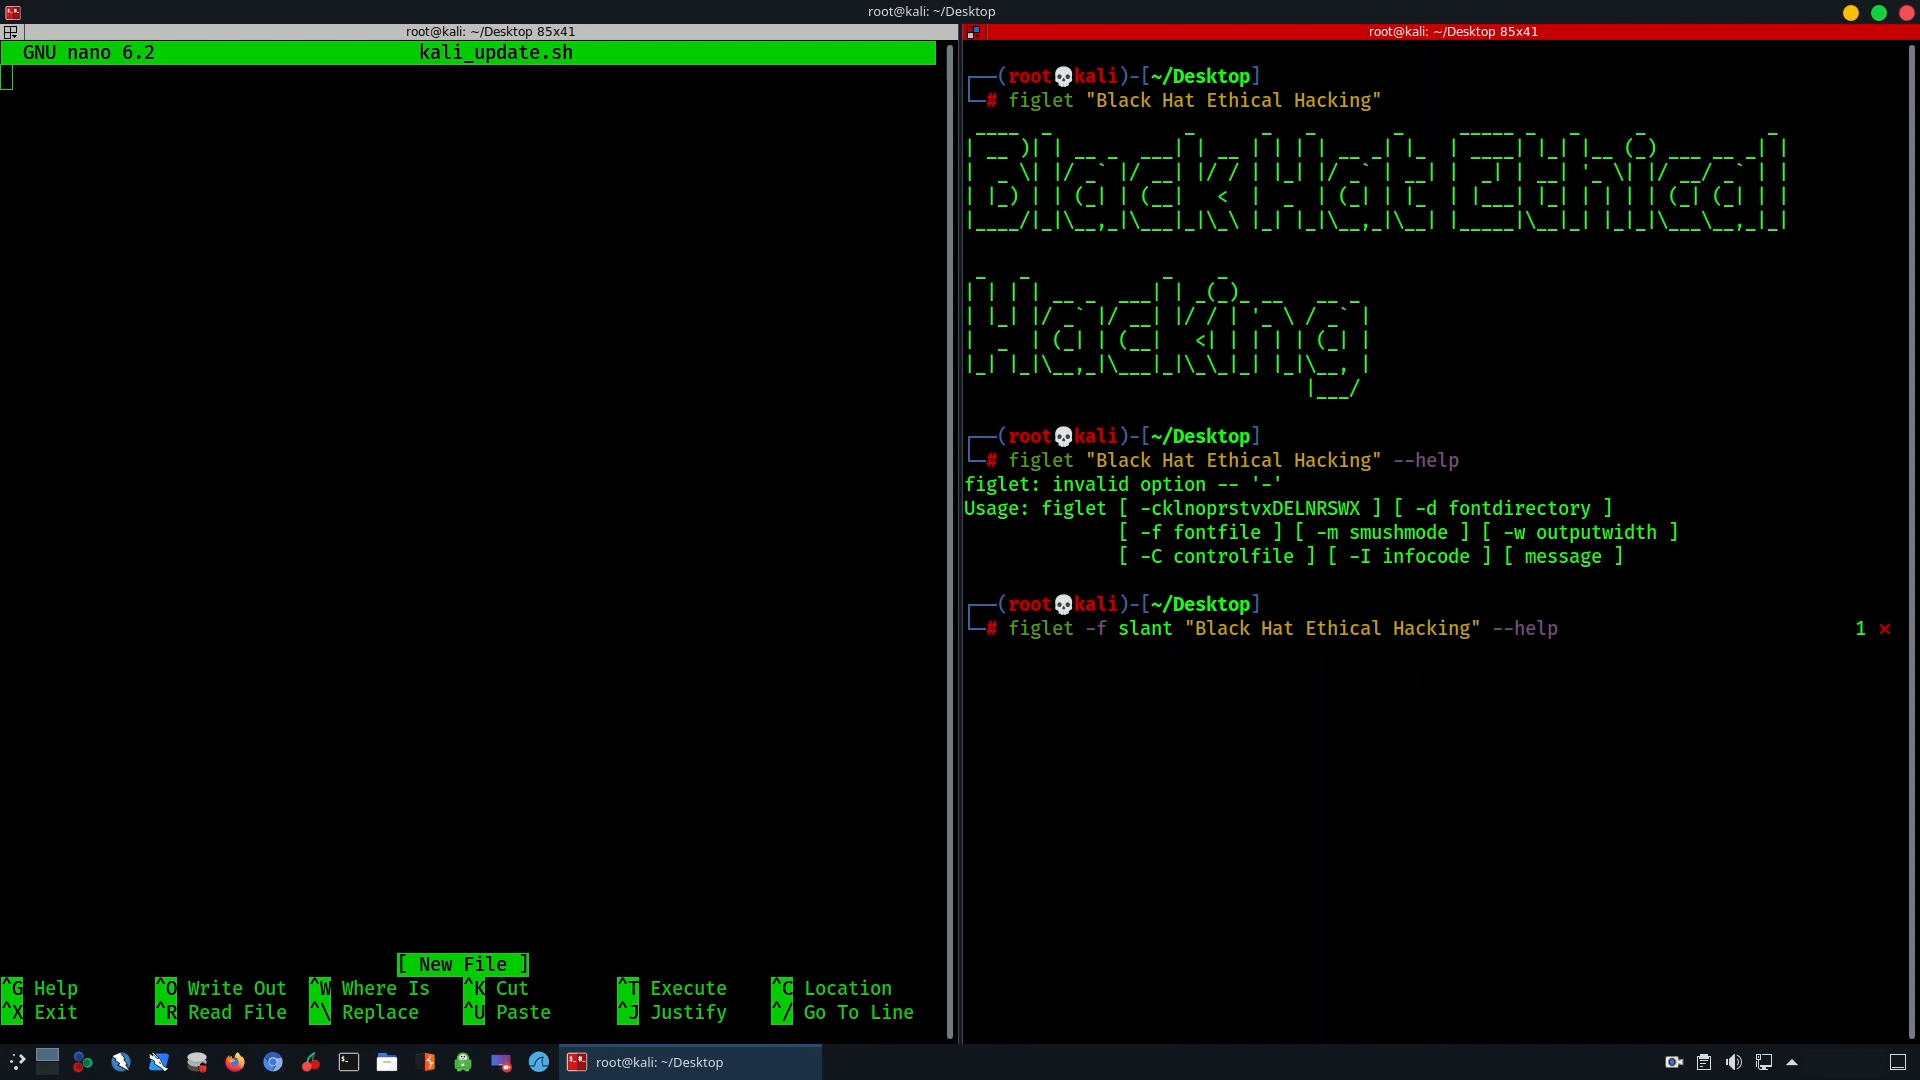 root@kali: ~/Desktop
root@kali: ~/Desktop 85x41
GNU nano 6.2 kali_update.sh
[ New File ]
^G Help ^O Write Out ^W Where Is ^K Cut ^T Execute ^C Location
^X Exit ^R Read File ^\ Replace ^U Paste ^J Justify ^/ Go To Line
root@kali: ~/Desktop 85x41
(root💀kali)-[~/Desktop]
# figlet "Black Hat Ethical Hacking"
Black Hat Ethical
Hacking
(root💀kali)-[~/Desktop]
# figlet "Black Hat Ethical Hacking" --help
figlet: invalid option -- '-'
Usage: figlet [ -cklnoprstvxDELNRSWX ] [ -d fontdirectory ]
[ -f fontfile ] [ -m smushmode ] [ -w outputwidth ]
[ -C controlfile ] [ -I infocode ] [ message ]
(root💀kali)-[~/Desktop]
# figlet -f slant "Black Hat Ethical Hacking" --help 1 ⨯
root@kali: ~/Desktop